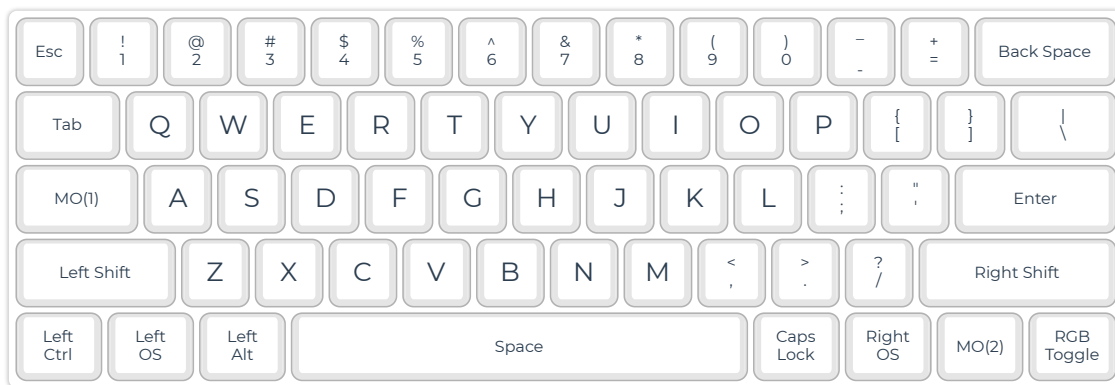 Esc ! @ # $ % ^ & * ( ) _ + Back Space
1 2 3 4 5 6 7 8 9 0 - =
Tab Q W E R T Y U I O P { } |
[ ] \
MO(1) A S D F G H J K L : " Enter
; '
Left Shift Z X C V B N M < > ? Right Shift
, . /
Left Left Left Space Caps Right MO(2) RGB
Ctrl OS Alt Lock OS Toggle